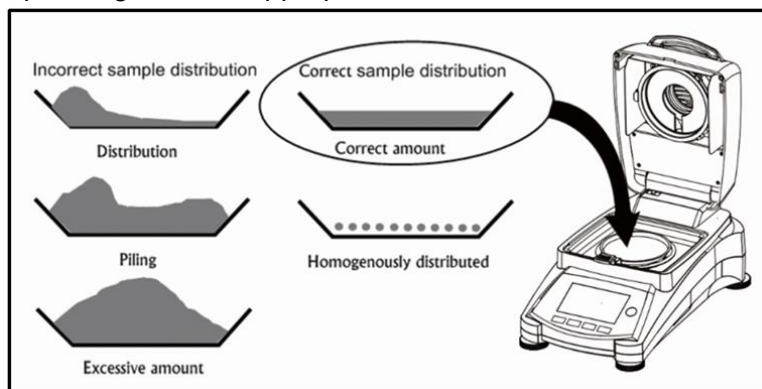 Incorrect sample distribution
Distribution
Piling
Excessive amount
Correct sample distribution
Correct amount
Homogenously distributed